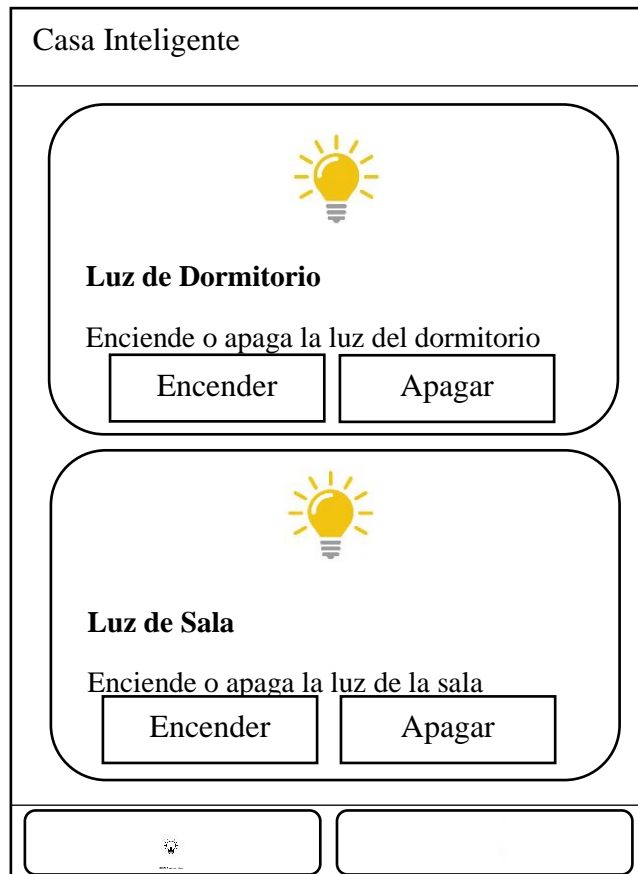 Casa Inteligente
Luz de Dormitorio
Enciende o apaga la luz del dormitorio
Encender
Apagar
Luz de Sala
Enciende o apaga la luz de la sala
Encender
Apagar